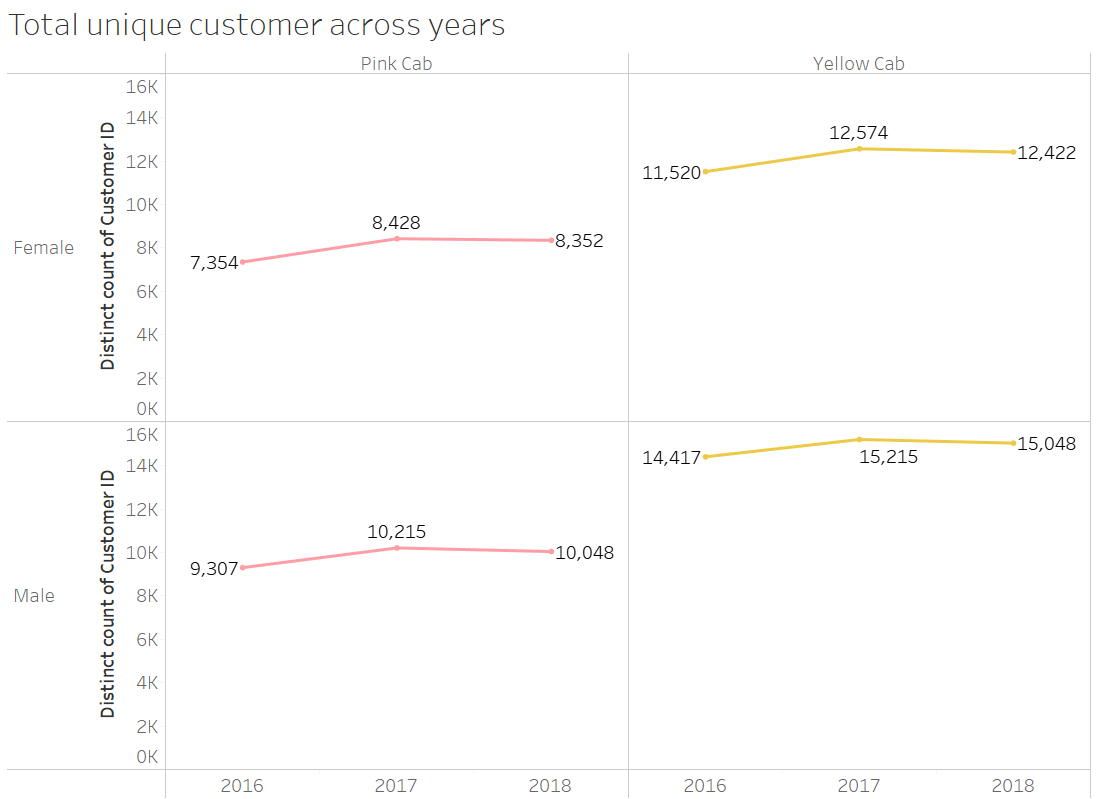 Total unique customer across years
Pink Cab
Yellow Cab
Female
Distinct count of Customer ID
16K
14K
12K
10K
8K
6K
4K
2K
0K
7,354
8,428
8,352
11,520
12,574
12,422
Male
Distinct count of Customer ID
16K
14K
12K
10K
8K
6K
4K
2K
0K
9,307
10,215
10,048
14,417
15,215
15,048
2016
2017
2018
2016
2017
2018